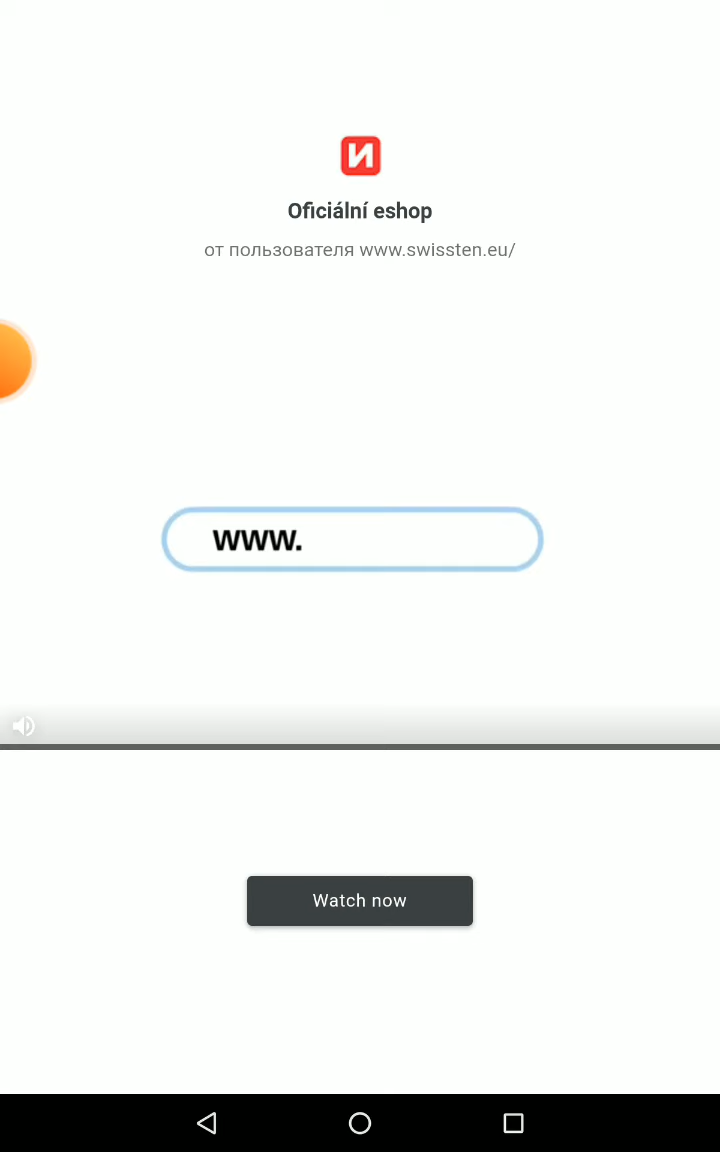 Oficiální eshop
от пользователя www.swissten.eu/
www.
Watch now